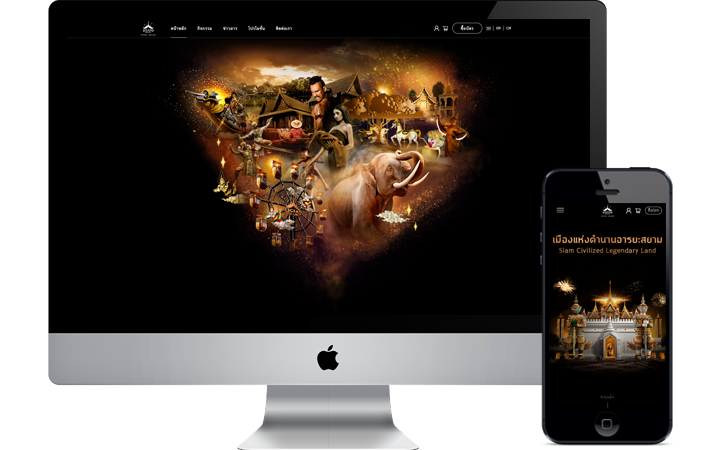 หน้าหลัก
กิจกรรม
ข่าวสาร
โปรโมชั่น
ติดต่อเรา
ซื้อบัตร
EN
CN
ซื้อบัตร
เมืองแห่งตำนานอารยะสยาม
Siam Civilized Legendary Land